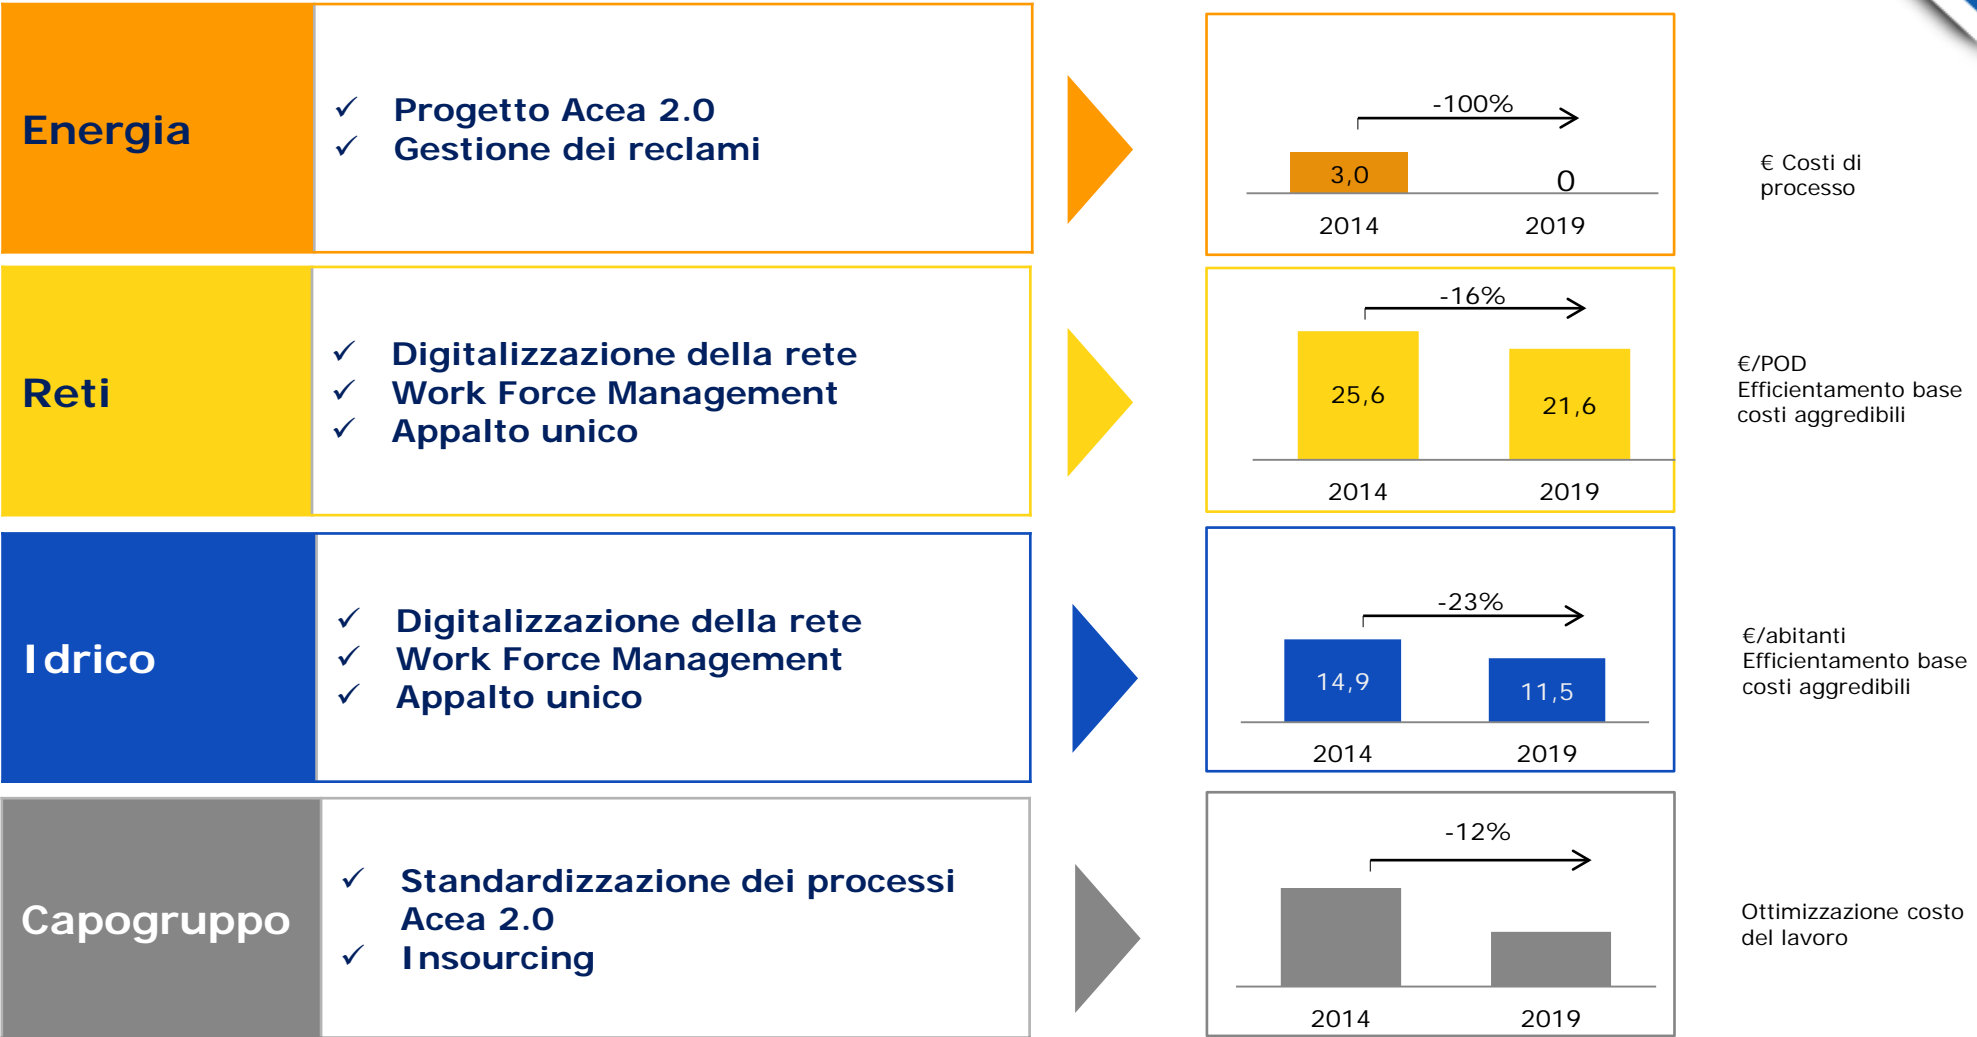 Energia
✓ Progetto Acea 2.0
✓ Gestione dei reclami
-100%
3,0
0
2014
2019
€ Costi di
processo
Reti
✓ Digitalizzazione della rete
✓ Work Force Management
✓ Appalto unico
-16%
25,6
21,6
2014
2019
€/POD
Efficientamento base
costi aggredibili
Idrico
✓ Digitalizzazione della rete
✓ Work Force Management
✓ Appalto unico
-23%
14,9
11,5
2014
2019
€/abitanti
Efficientamento base
costi aggredibili
Capogruppo
✓ Standardizzazione dei processi
Acea 2.0
✓ Insourcing
-12%
2014
2019
Ottimizzazione costo
del lavoro